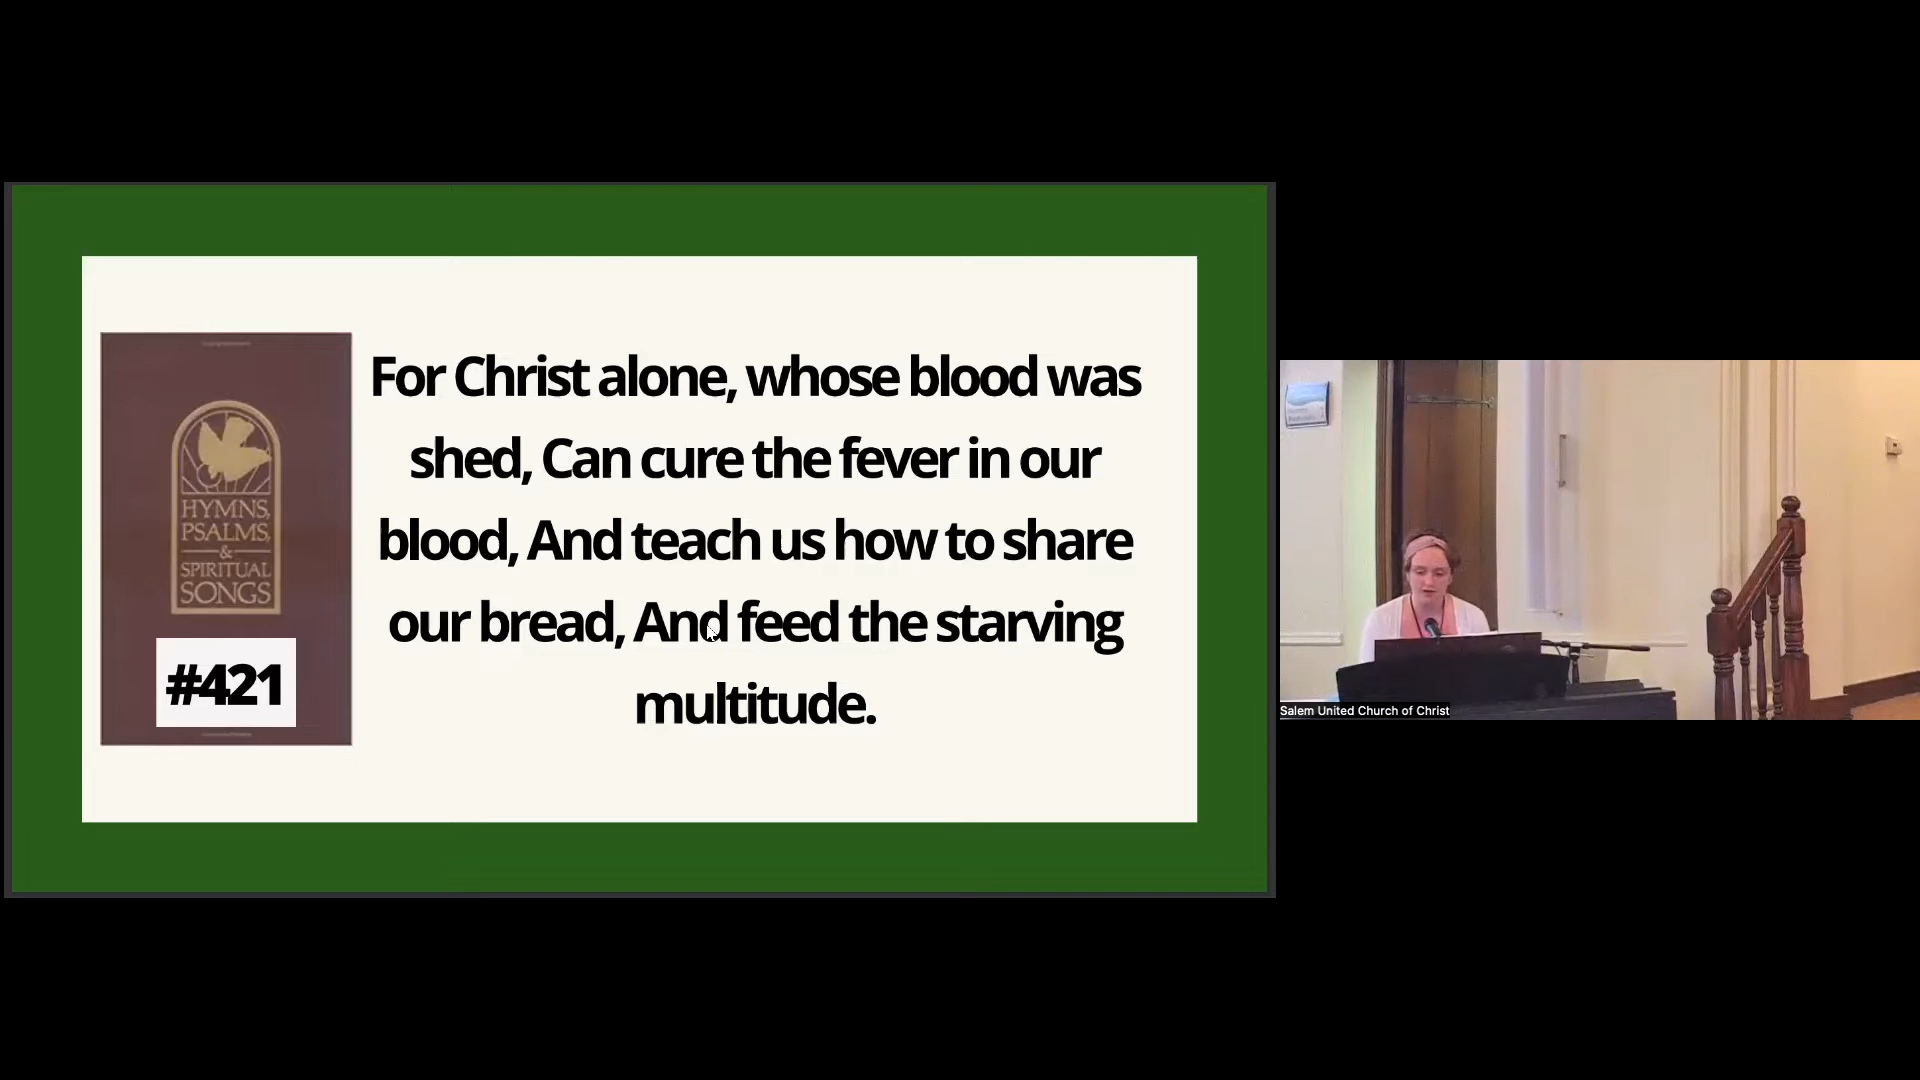 HYMNS,
PSALMS,
&
SPIRITUAL
SONGS
#421
For Christ alone, whose blood was
shed, Can cure the fever in our
blood, And teach us how to share
our bread, And feed the starving
multitude.
Salem United Church of Christ